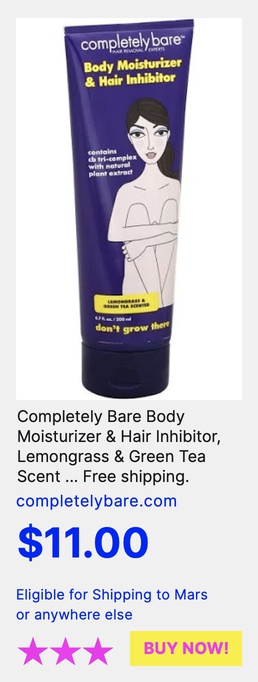 completely bare™
HAIR REMOVAL EXPERTS
Body Moisturizer
& Hair Inhibitor
contains
cb tri-complex
with natural
plant extract
LEMONGRASS &
GREEN TEA SCENTED
6.7 fl. oz. / 200 ml
don't grow there
Completely Bare Body
Moisturizer & Hair Inhibitor,
Lemongrass & Green Tea
Scent ... Free shipping.
completelybare.com
$11.00
Eligible for Shipping to Mars
or anywhere else
BUY NOW!